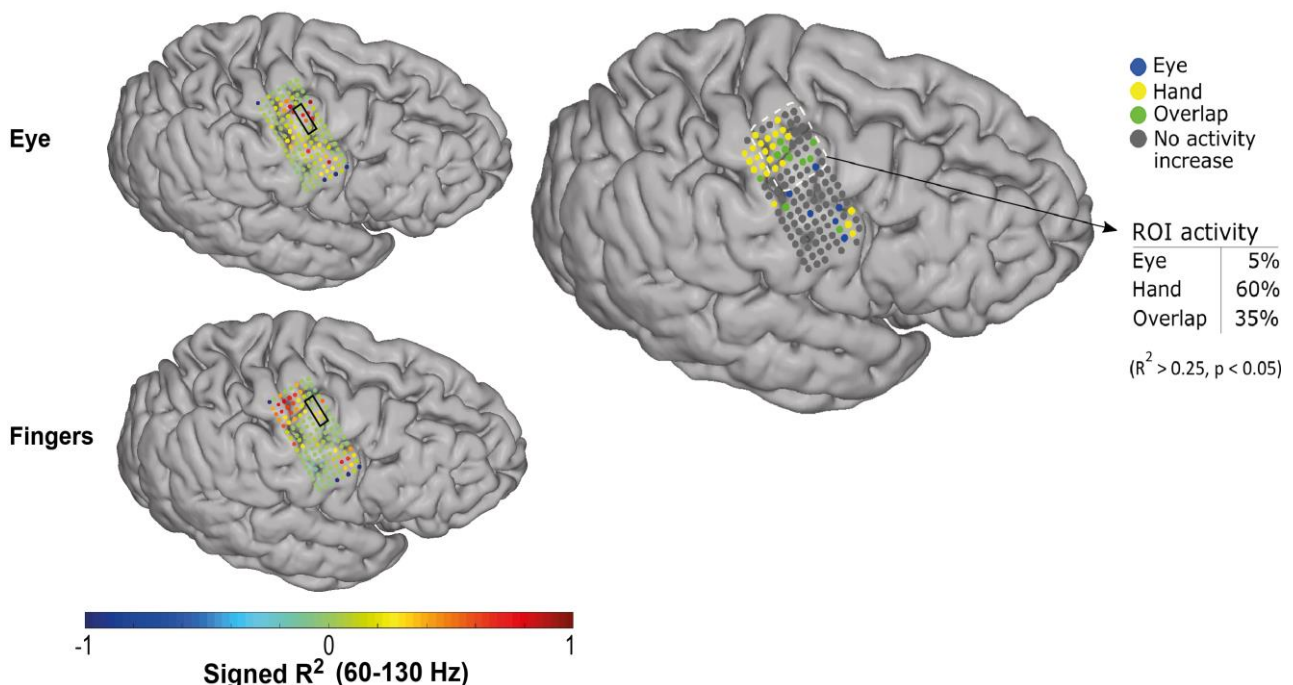 Eye
Fingers
-1 0 1
Signed R² (60-130 Hz)
Eye
Hand
Overlap
No activity
increase
ROI activity
Eye 5%
Hand 60%
Overlap 35%
(R² > 0.25, p < 0.05)